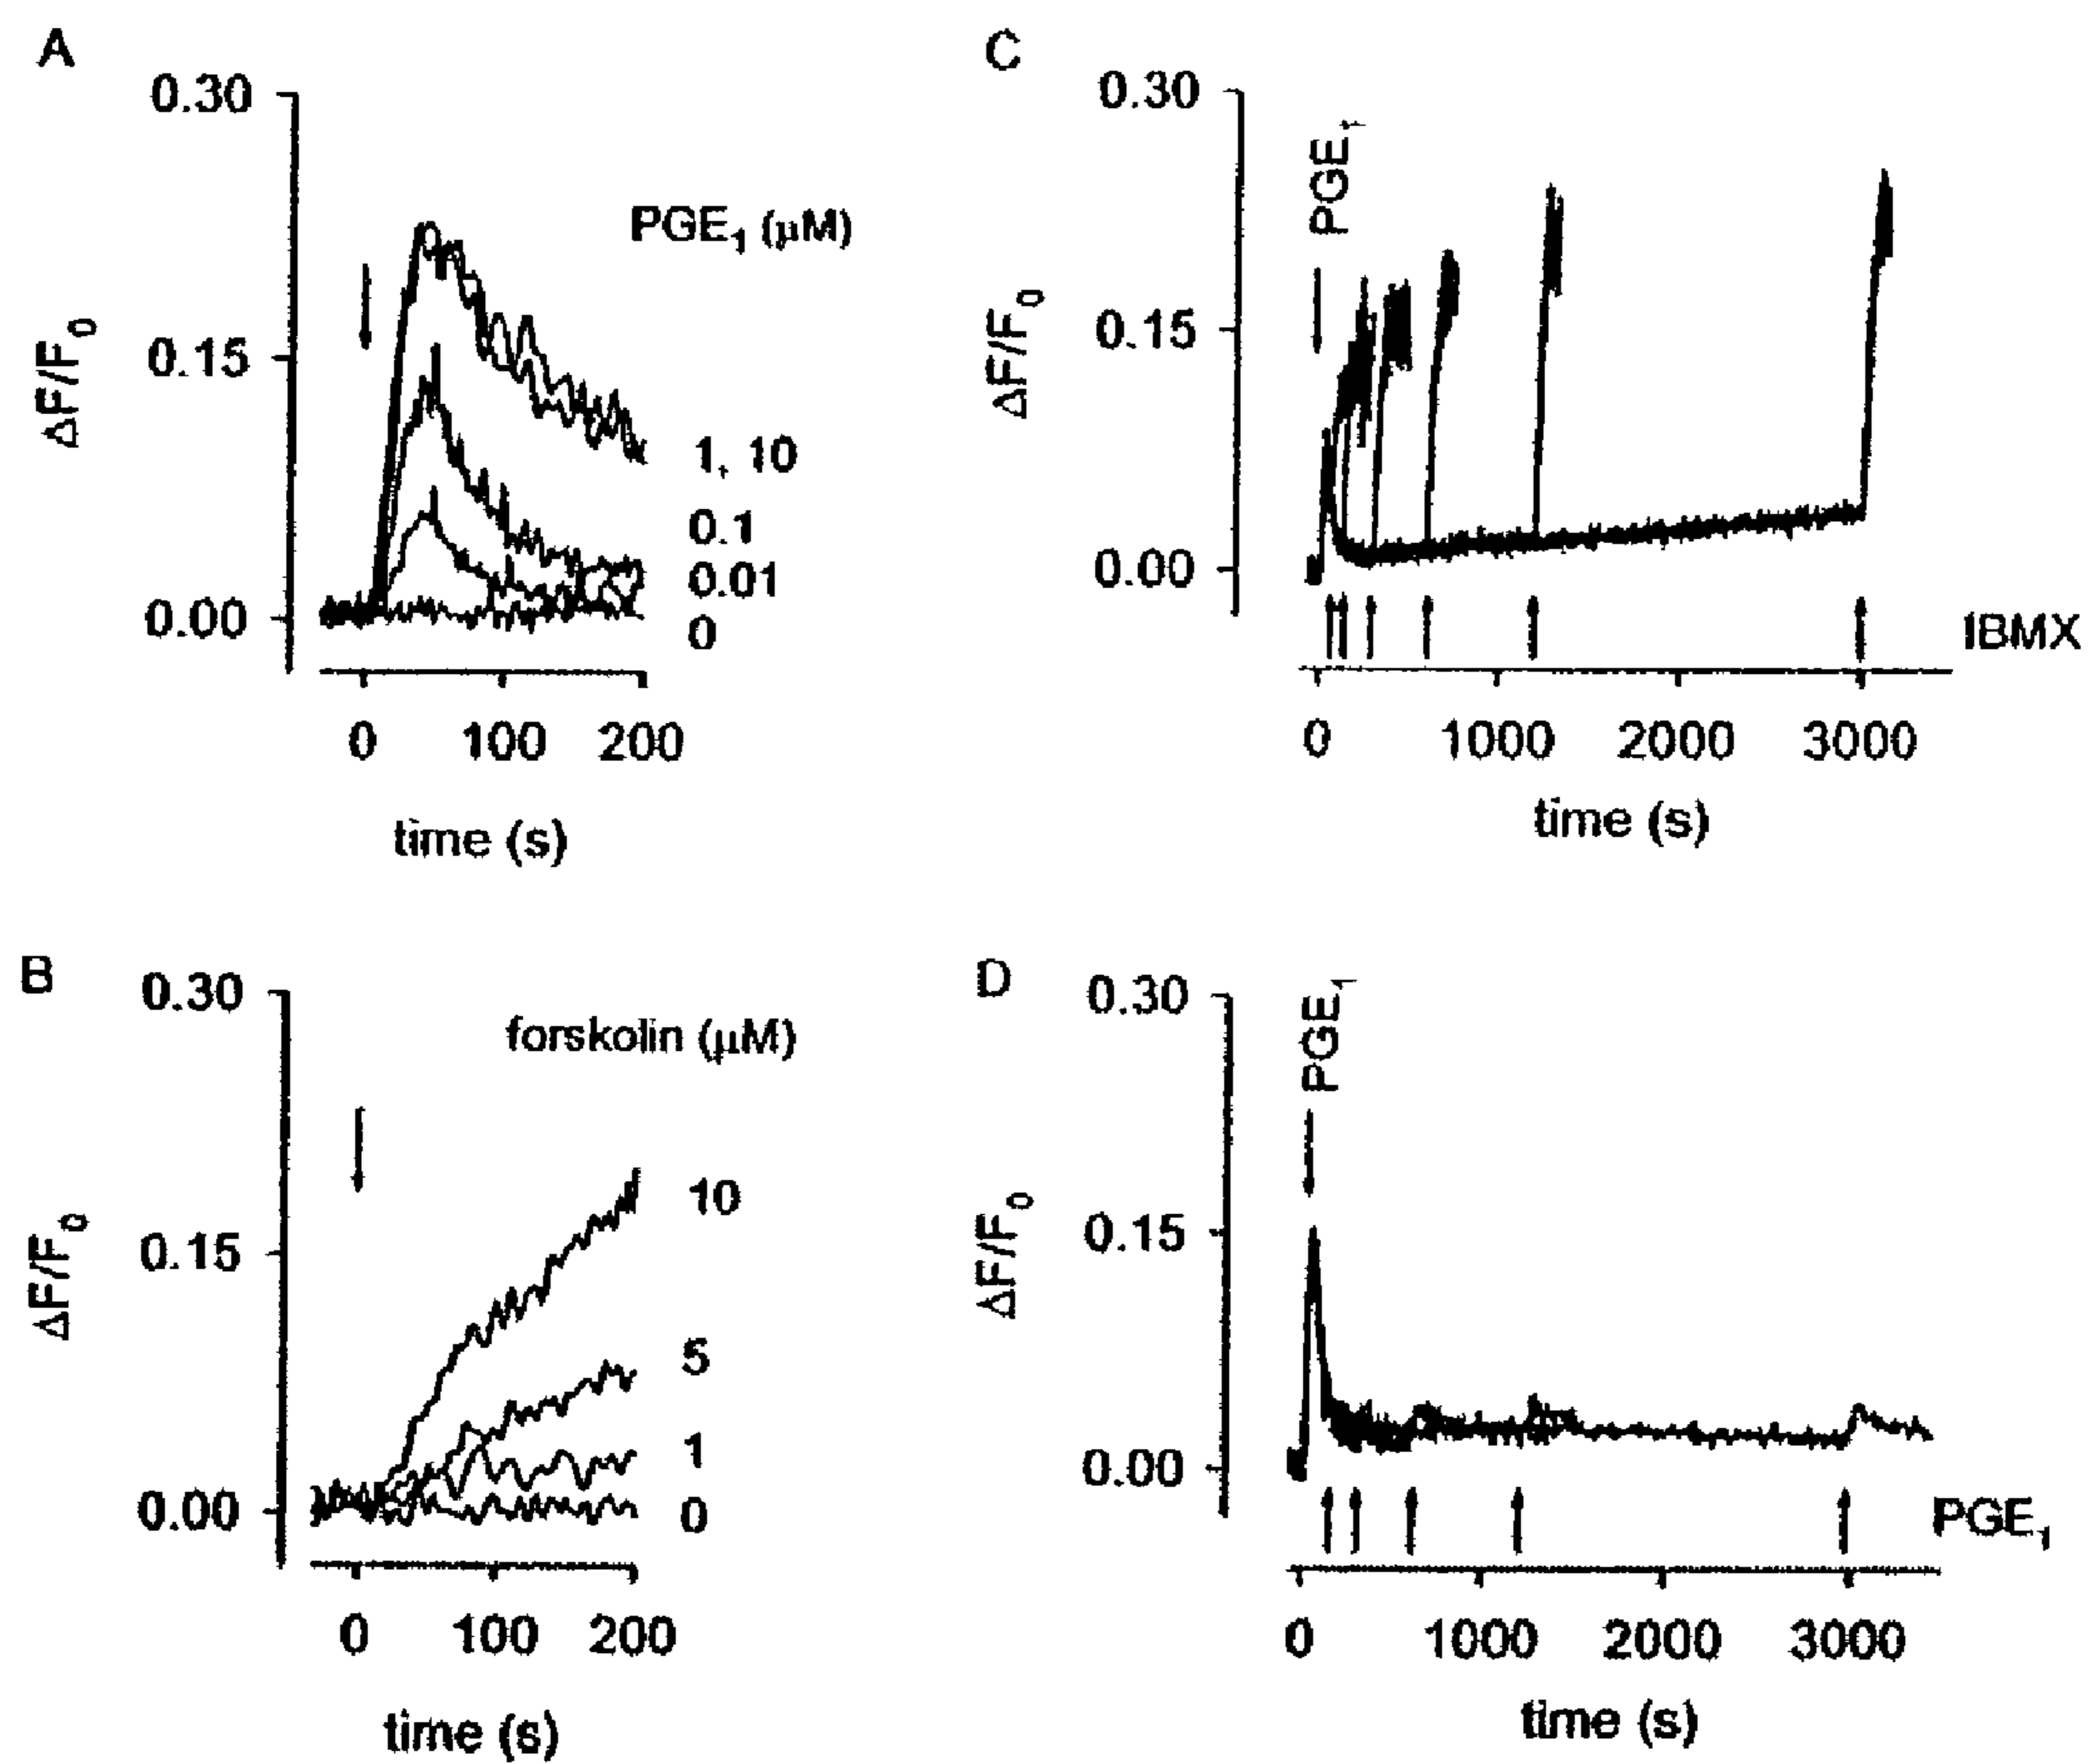 A
0.30
0.15
0.00
ΔF/F0
PGE1 (μM)
1, 10
0.1
0.01
0
0 100 200
time (s)
C
0.30
0.15
0.00
ΔF/F0
PGE1
IBMX
0 1000 2000 3000
time (s)
B
0.30
0.15
0.00
ΔF/F0
forskolin (μM)
10
5
1
0
0 100 200
time (s)
D
0.30
0.15
0.00
ΔF/F0
PGE1
PGE1
0 1000 2000 3000
time (s)